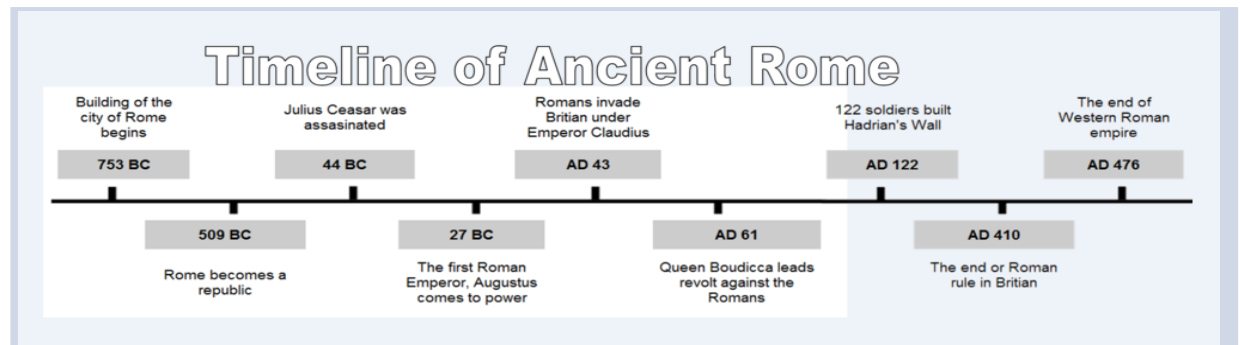 Timeline of Ancient Rome
Building of the
city of Rome
begins
753 BC
509 BC
Rome becomes a
republic
Julius Ceasar was
assasinated
44 BC
27 BC
The first Roman
Emperor, Augustus
comes to power
Romans invade
Britian under
Emperor Claudius
AD 43
AD 61
Queen Boudicca leads
revolt against the
Romans
122 soldiers built
Hadrian's Wall
AD 122
AD 410
The end or Roman
rule in Britian
The end of
Western Roman
empire
AD 476